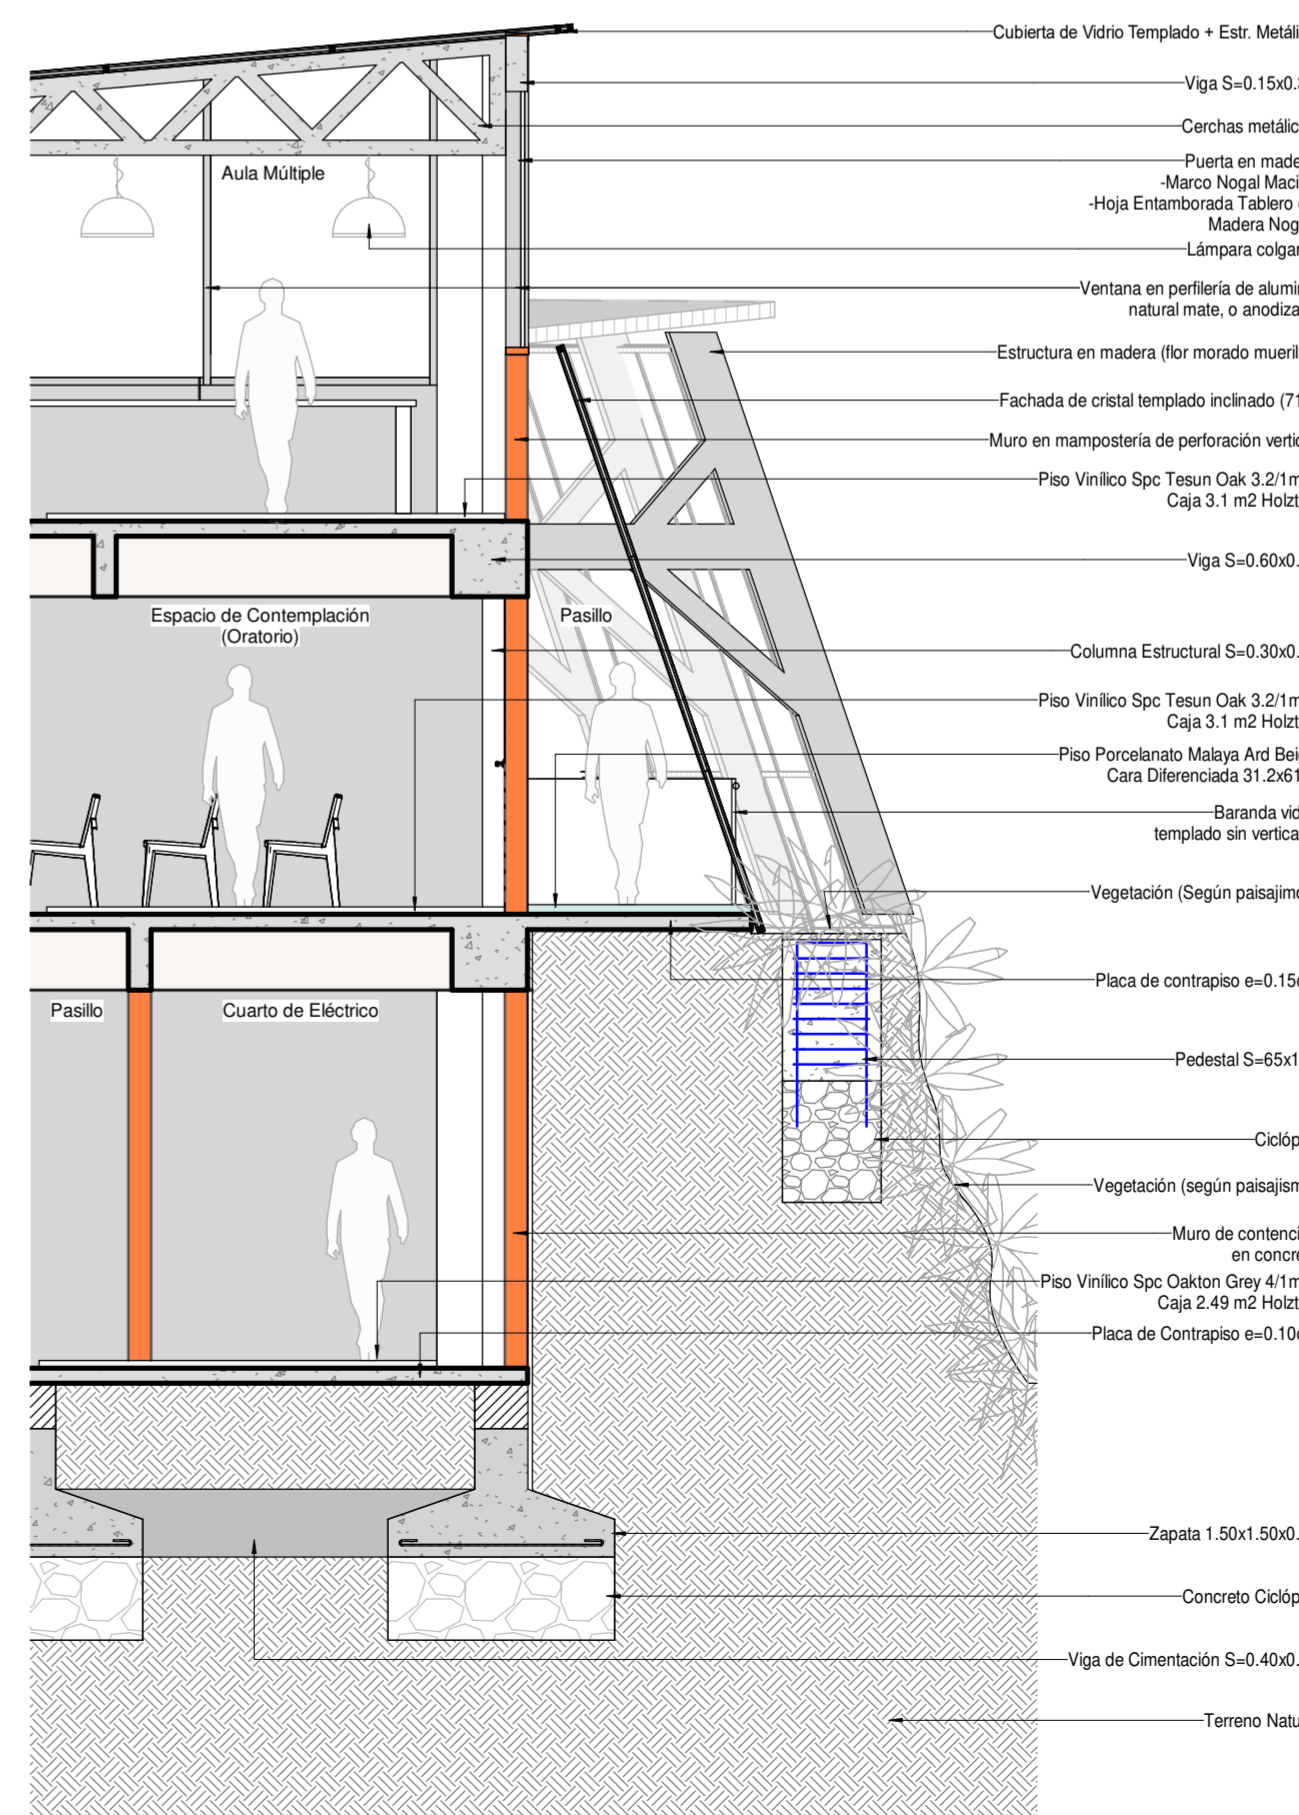 Cubierta de Vidrio Templado + Estr. Metáli
Viga S=0.15x0.
Cerchas metálic
Aula Múltiple
Puerta en made
-Marco Nogal Maci
-Hoja Entamborada Tablero
Madera Nog
Lámpara colgar
Ventana en perfilería de alumi
natural mate, o anodiza
Estructura en madera (flor morado mueril
Fachada de cristal templado inclinado (71
Muro en mampostería de perforación vertic
Piso Vinílico Spc Tesun Oak 3.2/1m
Caja 3.1 m2 Holzt
Viga S=0.60x0.
Espacio de Contemplación
(Oratorio)
Pasillo
Columna Estructural S=0.30x0.
Piso Vinílico Spc Tesun Oak 3.2/1m
Caja 3.1 m2 Holzt
Piso Porcelanato Malaya Ard Bei
Cara Diferenciada 31.2x61
Baranda vid
templado sin vertica
Vegetación (Según paisajimo
Placa de contrapiso e=0.15
Pasillo
Cuarto de Eléctrico
Pedestal S=65x1
Ciclóp
Vegetación (según paisajism
Muro de contenci
en concre
Piso Vinílico Spc Oakton Grey 4/1m
Caja 2.49 m2 Holzt
Placa de Contrapiso e=0.10
Zapata 1.50x1.50x0.
Concreto Ciclóp
Viga de Cimentación S=0.40x0.
Terreno Natu